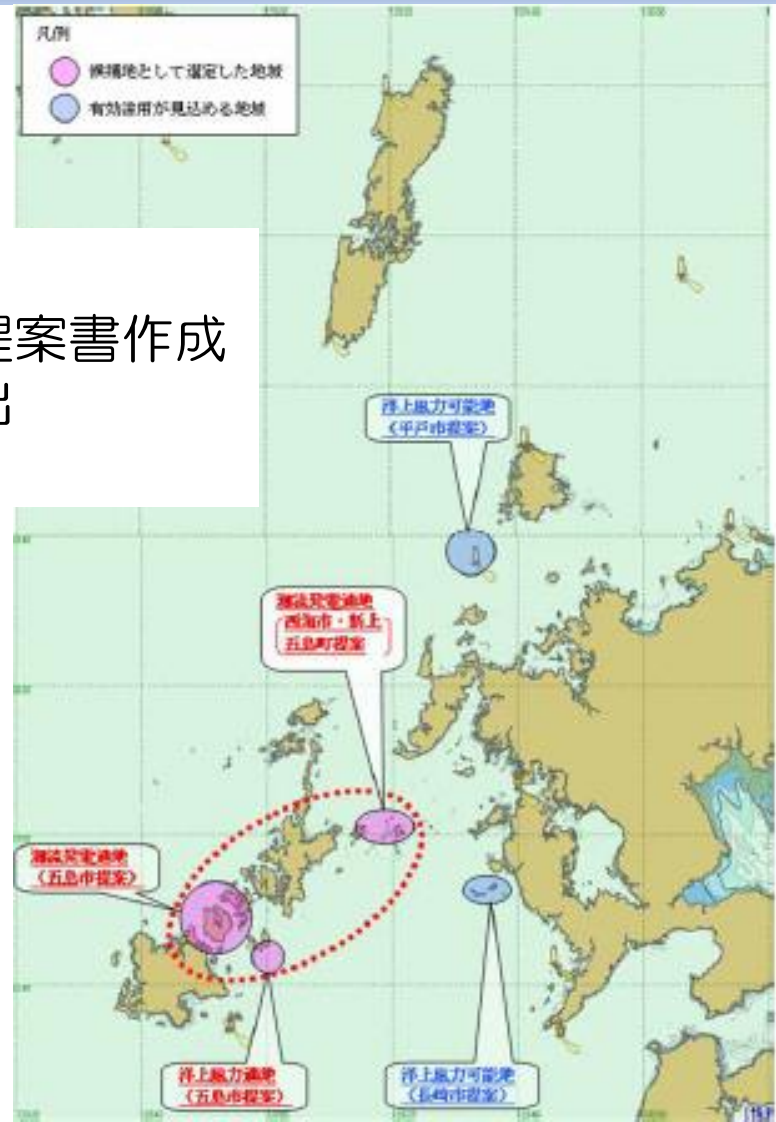 凡例
候補地として選定した地域
有効活用が見込める地域
提案書作成
出
洋上風力可能地
(平戸市提案)
潮流発電適地
西海市・新上
五島町提案
潮流発電適地
(五島市提案)
洋上風力適地
(五島市提案)
洋上風力可能地
(長崎市提案)